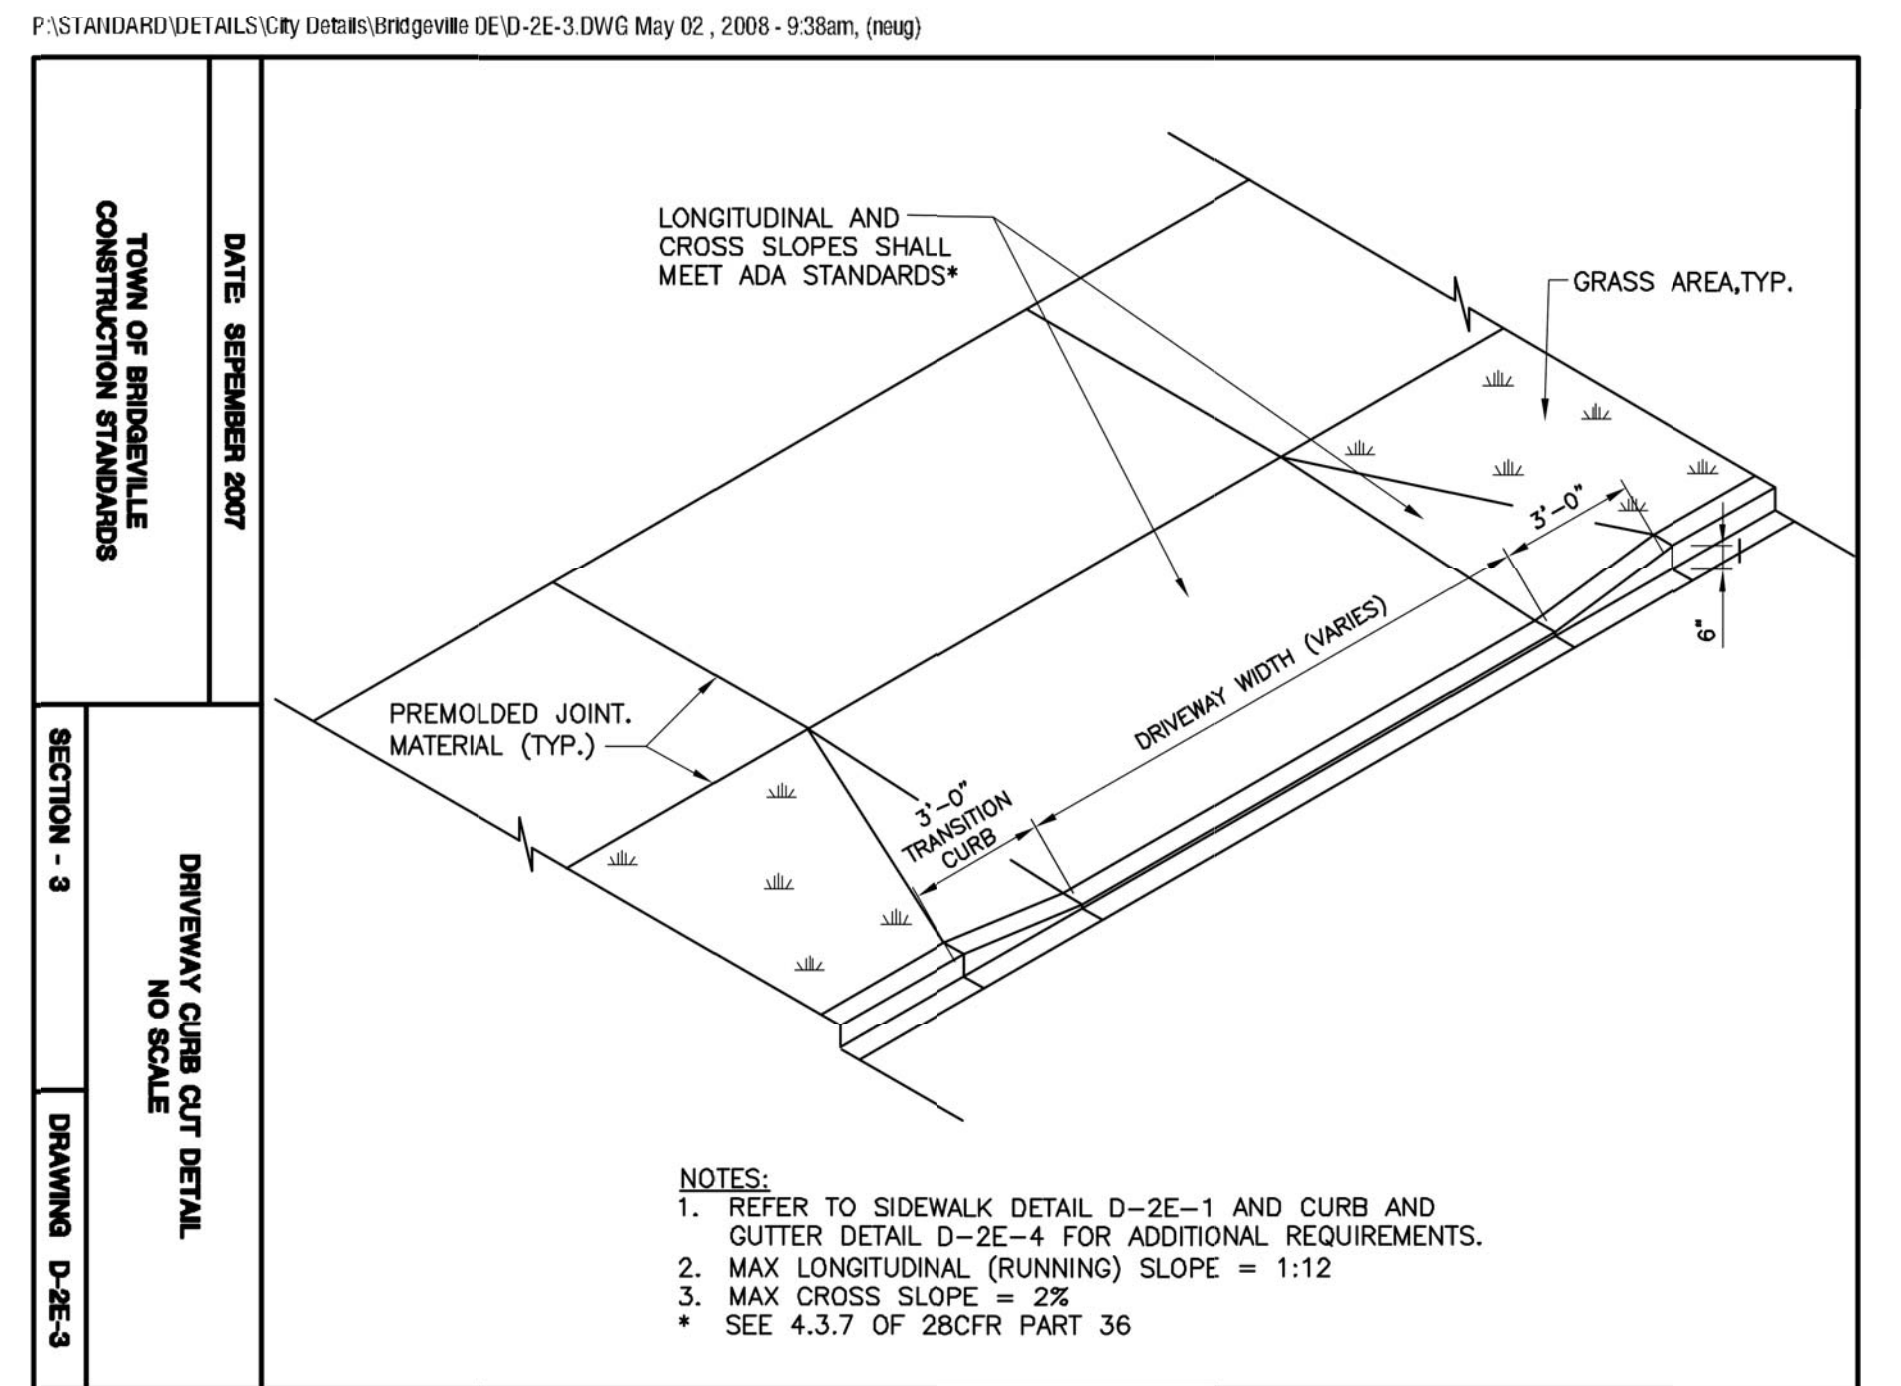 P:\STANDARD\DETAILS\City Details\Bridgeville DE\D-2E-3.DWG May 02 , 2008 - 9:38am, (neug)
TOWN OF BRIDGEVILLE
CONSTRUCTION STANDARDS
DATE: SEPEMBER 2007
SECTION - 3
DRIVEWAY CURB CUT DETAIL
NO SCALE
DRAWING D-2E-3
LONGITUDINAL AND
CROSS SLOPES SHALL
MEET ADA STANDARDS*
GRASS AREA,TYP.
3'-0"
6"
DRIVEWAY WIDTH (VARIES)
PREMOLDED JOINT.
MATERIAL (TYP.)
3'-0"
TRANSITION
CURB
NOTES:
1. REFER TO SIDEWALK DETAIL D-2E-1 AND CURB AND
GUTTER DETAIL D-2E-4 FOR ADDITIONAL REQUIREMENTS.
2. MAX LONGITUDINAL (RUNNING) SLOPE = 1:12
3. MAX CROSS SLOPE = 2%
* SEE 4.3.7 OF 28CFR PART 36